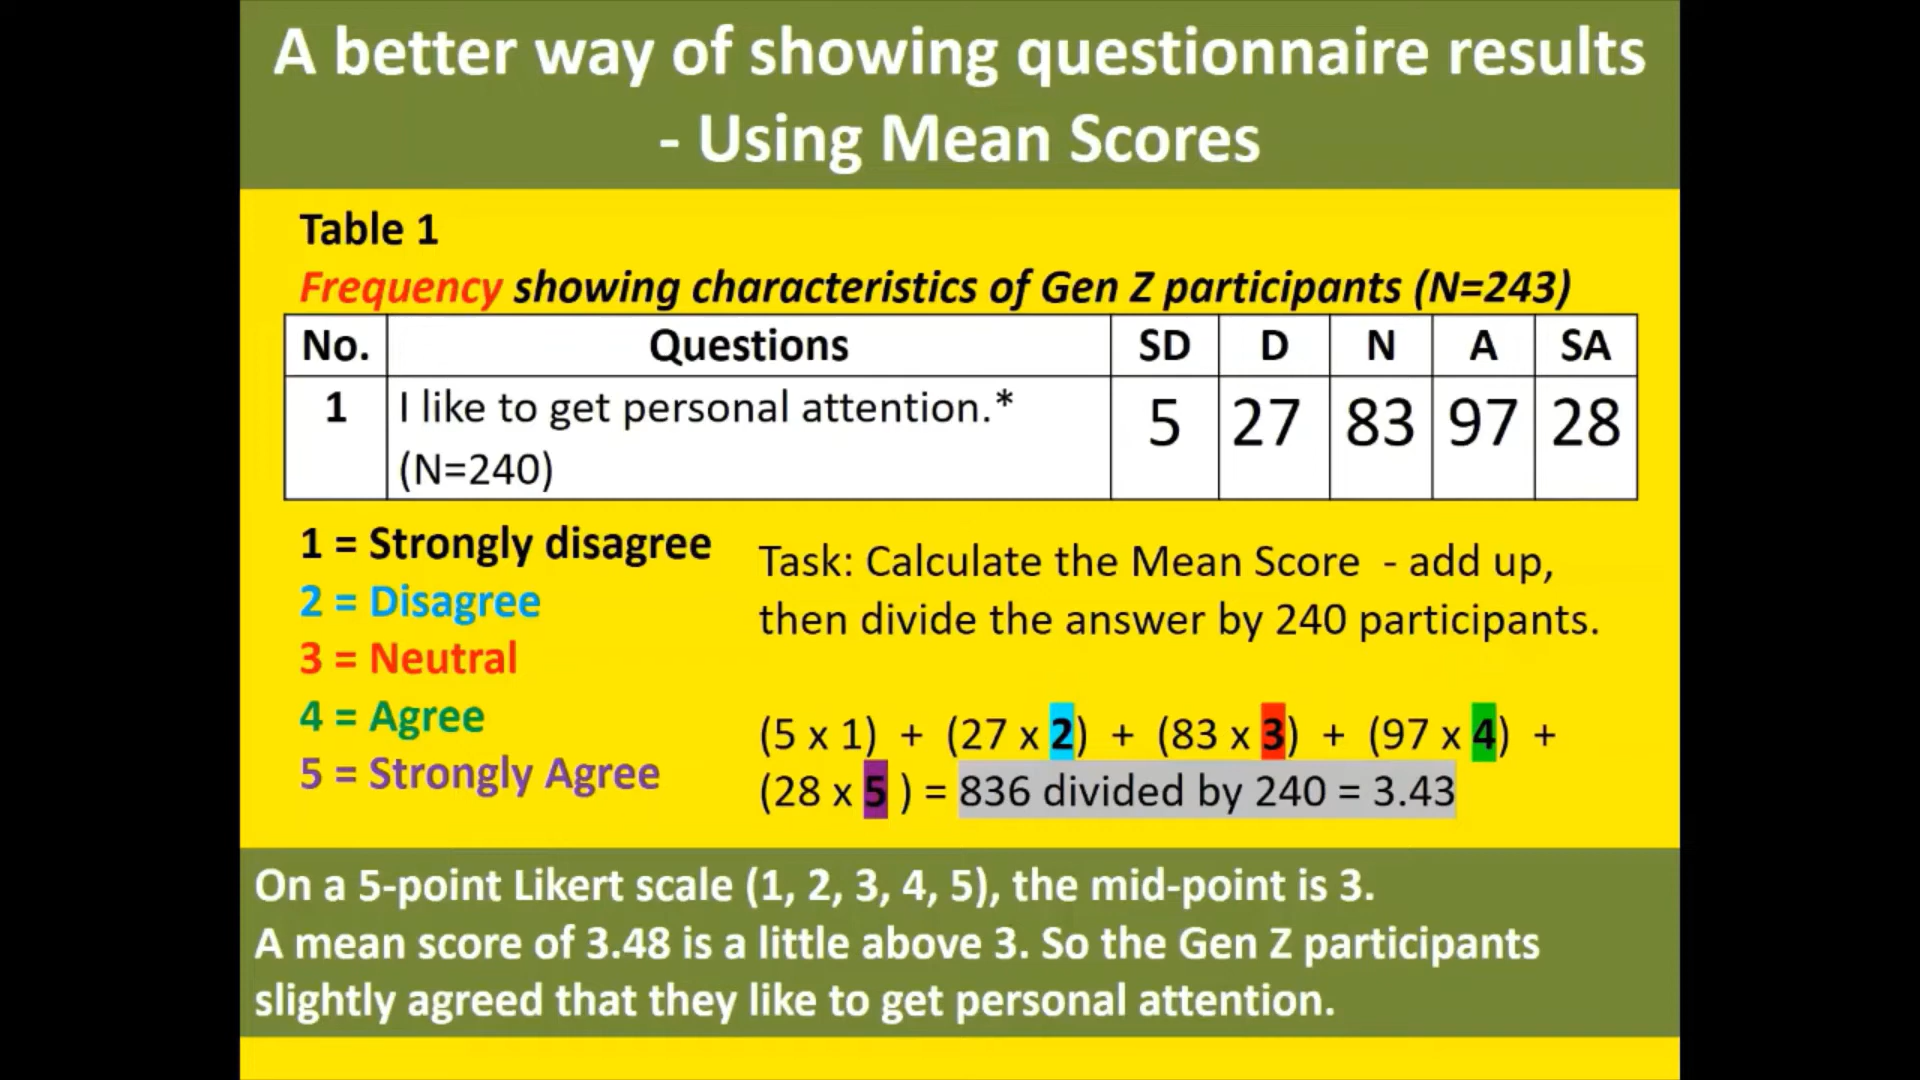 A better way of showing questionnaire results
- Using Mean Scores
Table 1
Frequency showing characteristics of Gen Z participants (N=243)
No. Questions SD D N A SA
1 I like to get personal attention.* 5 27 83 97 28
(N=240)
1 = Strongly disagree
2 = Disagree
3 = Neutral
4 = Agree
5 = Strongly Agree
Task: Calculate the Mean Score - add up,
then divide the answer by 240 participants.
(5 x 1) + (27 x 2) + (83 x 3) + (97 x 4) +
(28 x 5 ) = 836 divided by 240 = 3.43
On a 5-point Likert scale (1, 2, 3, 4, 5), the mid-point is 3.
A mean score of 3.48 is a little above 3. So the Gen Z participants
slightly agreed that they like to get personal attention.